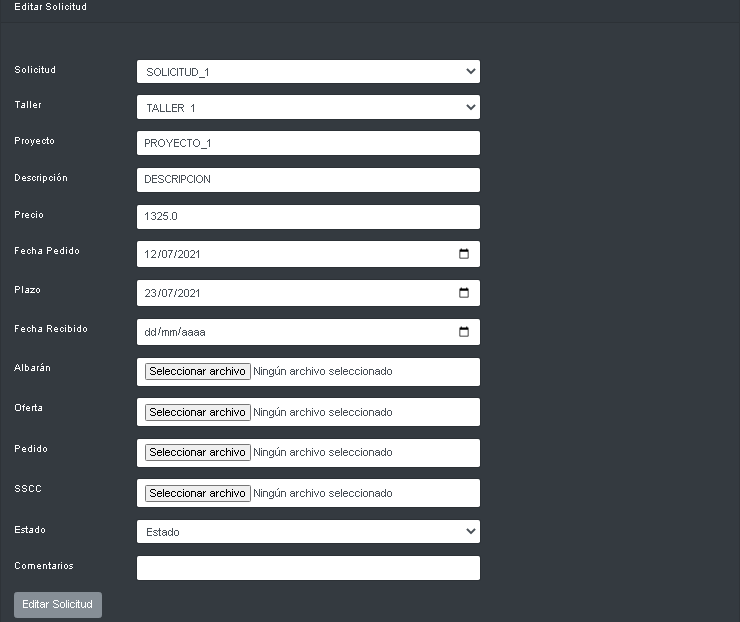 Editar Solicitud
Solicitud SOLICITUD_1
Taller TALLER 1
Proyecto PROYECTO_1
Descripción DESCRIPCION
Precio 1325.0
Fecha Pedido 12/07/2021
Plazo 23/07/2021
Fecha Recibido dd/mm/aaaa
Albarán Seleccionar archivo Ningún archivo seleccionado
Oferta Seleccionar archivo Ningún archivo seleccionado
Pedido Seleccionar archivo Ningún archivo seleccionado
SSCC Seleccionar archivo Ningún archivo seleccionado
Estado Estado
Comentarios
Editar Solicitud